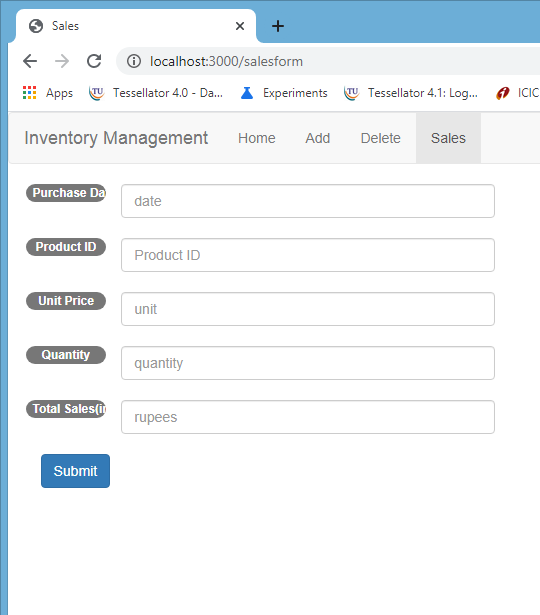 Sales
localhost:3000/salesform
Apps Tessellator 4.0 - Da... Experiments Tessellator 4.1: Log... ICIC
Inventory Management Home Add Delete Sales
Purchase Da date
Product ID Product ID
Unit Price unit
Quantity quantity
Total Sales(in rupees
Submit